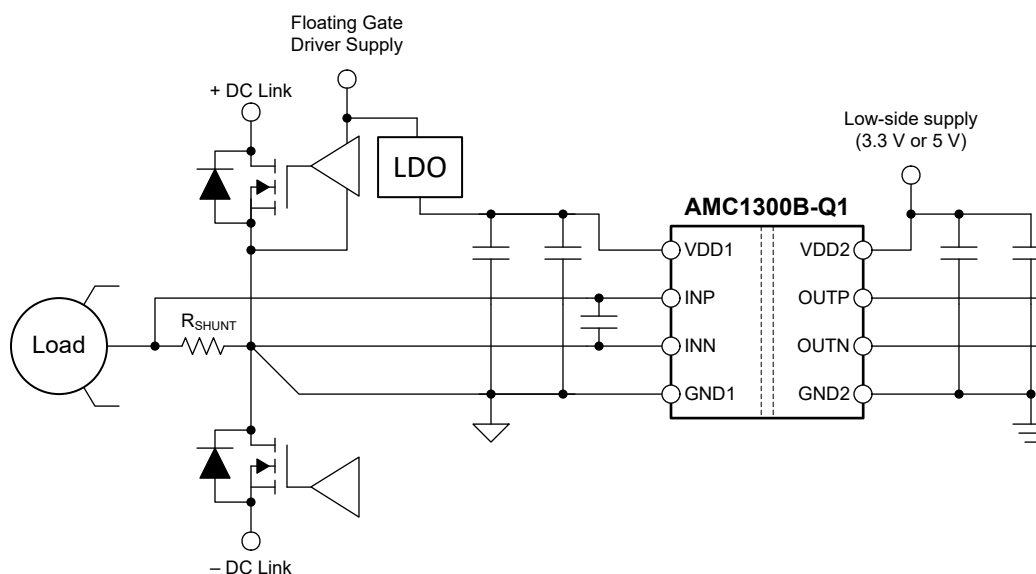 Floating Gate
Driver Supply
+ DC Link
Low-side supply
(3.3 V or 5 V)
LDO
AMC1300B-Q1
VDD1
VDD2
INP
OUTP
RSHUNT
Load
INN
OUTN
GND1
GND2
– DC Link